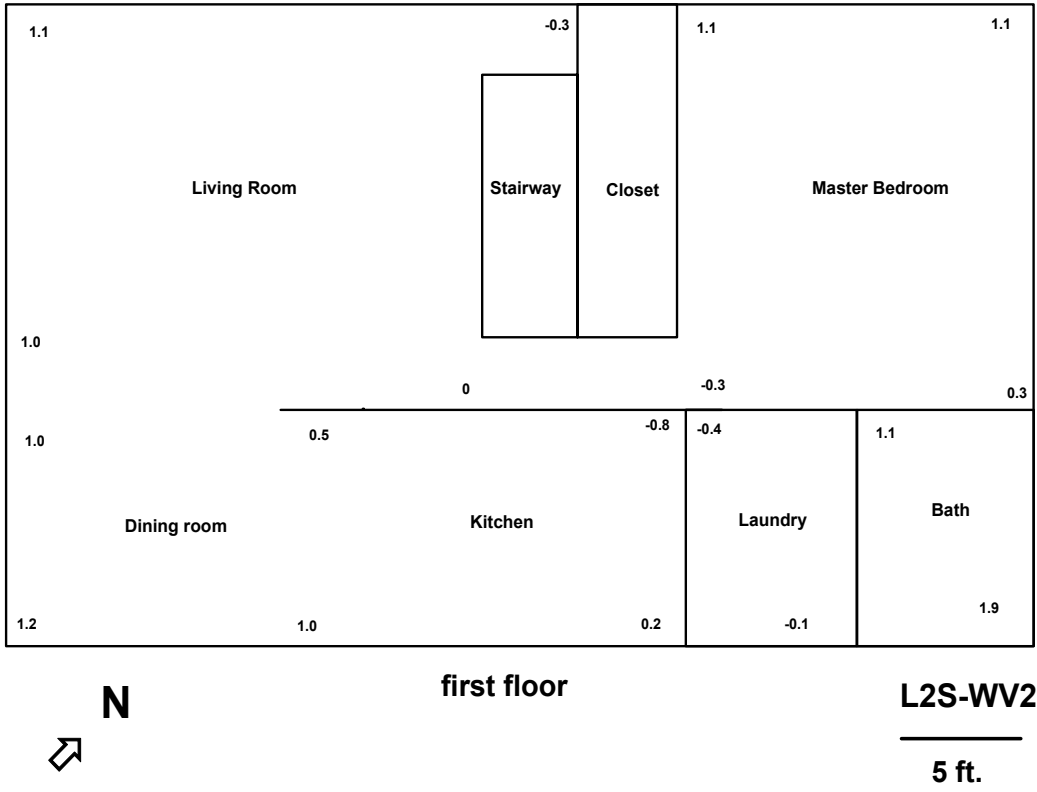 1.1 -0.3 1.1 1.1
Living Room Stairway Closet Master Bedroom
1.0
0 -0.3 0.3
1.0 0.5 -0.8 -0.4 1.1
Dining room Kitchen Laundry Bath
1.2 1.0 0.2 -0.1 1.9
N first floor L2S-WV2
5 ft.